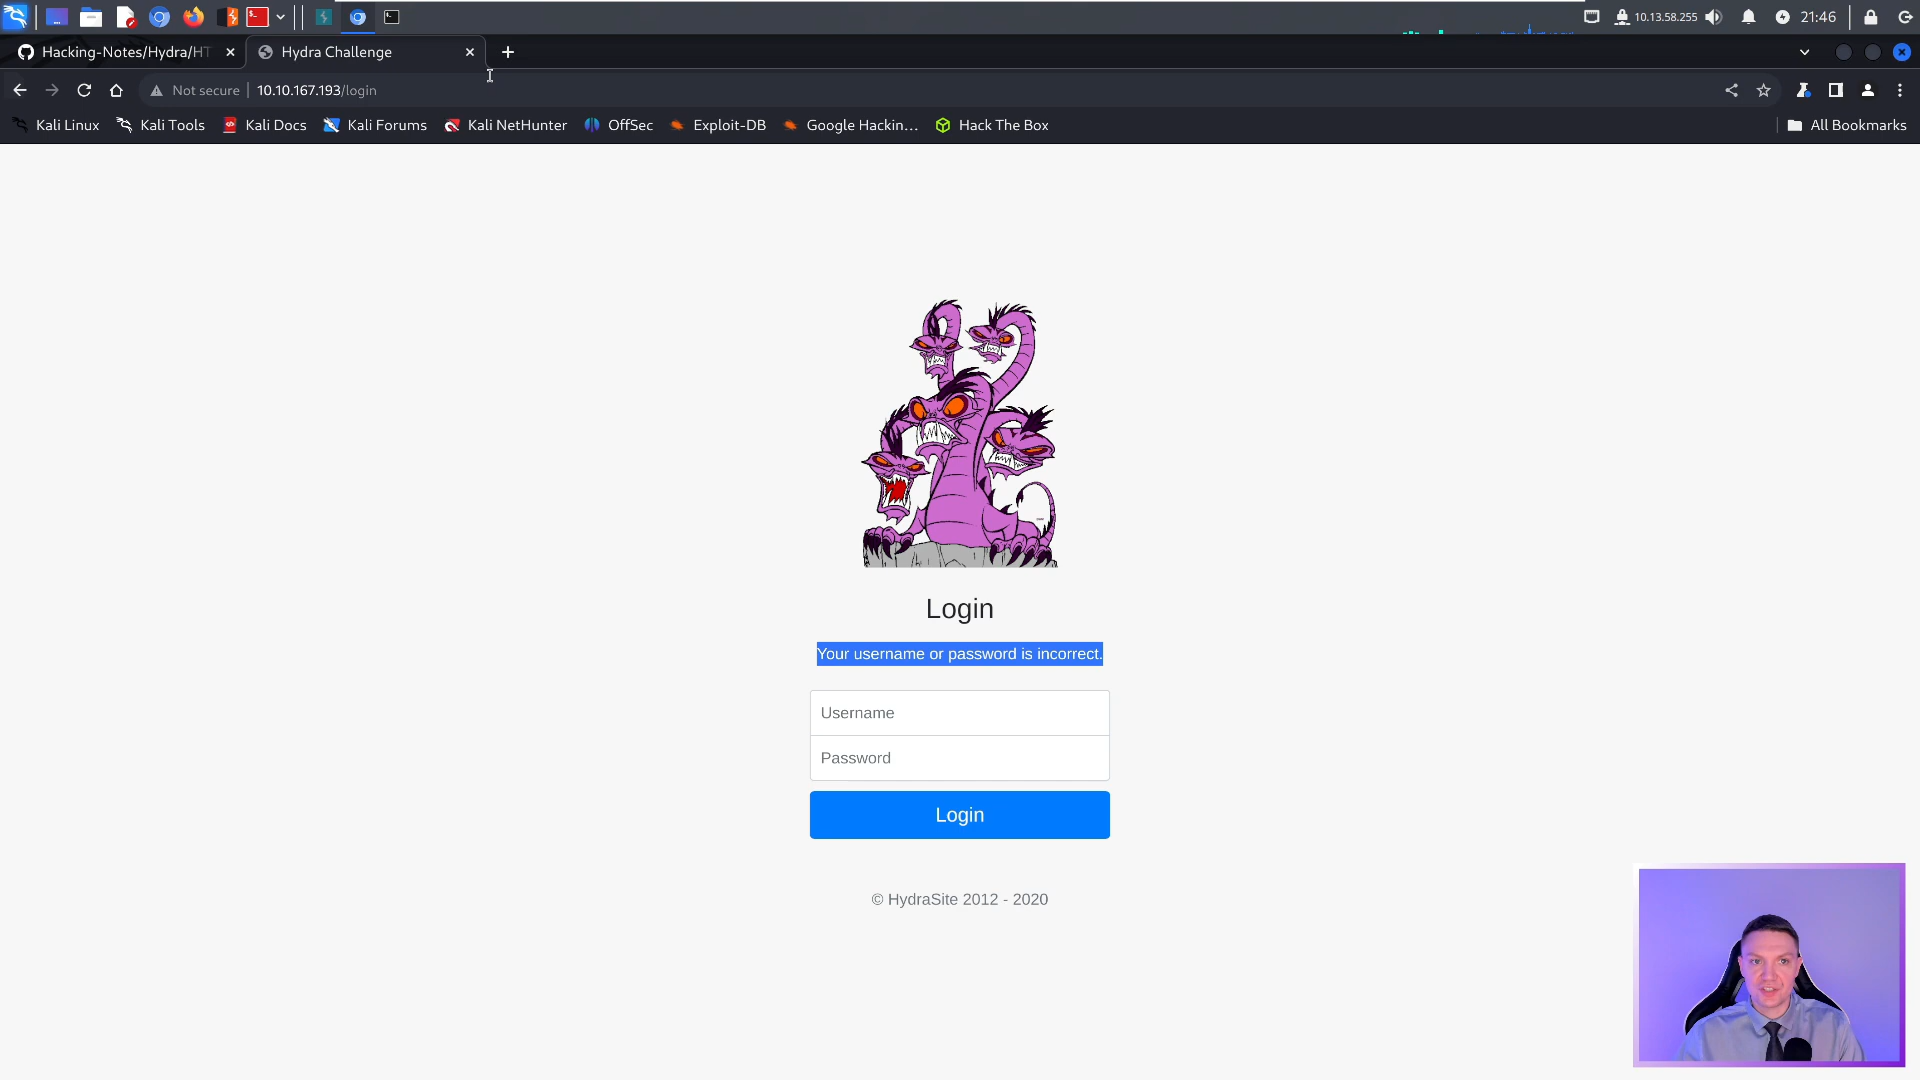 10.13.58.255
21:46
Hacking-Notes/Hydra/HT
Hydra Challenge
Not secure
10.10.167.193/login
Kali Linux
Kali Tools
Kali Docs
Kali Forums
Kali NetHunter
OffSec
Exploit-DB
Google Hackin...
Hack The Box
All Bookmarks
Login
Your username or password is incorrect.
Username
Password
Login
© HydraSite 2012 - 2020